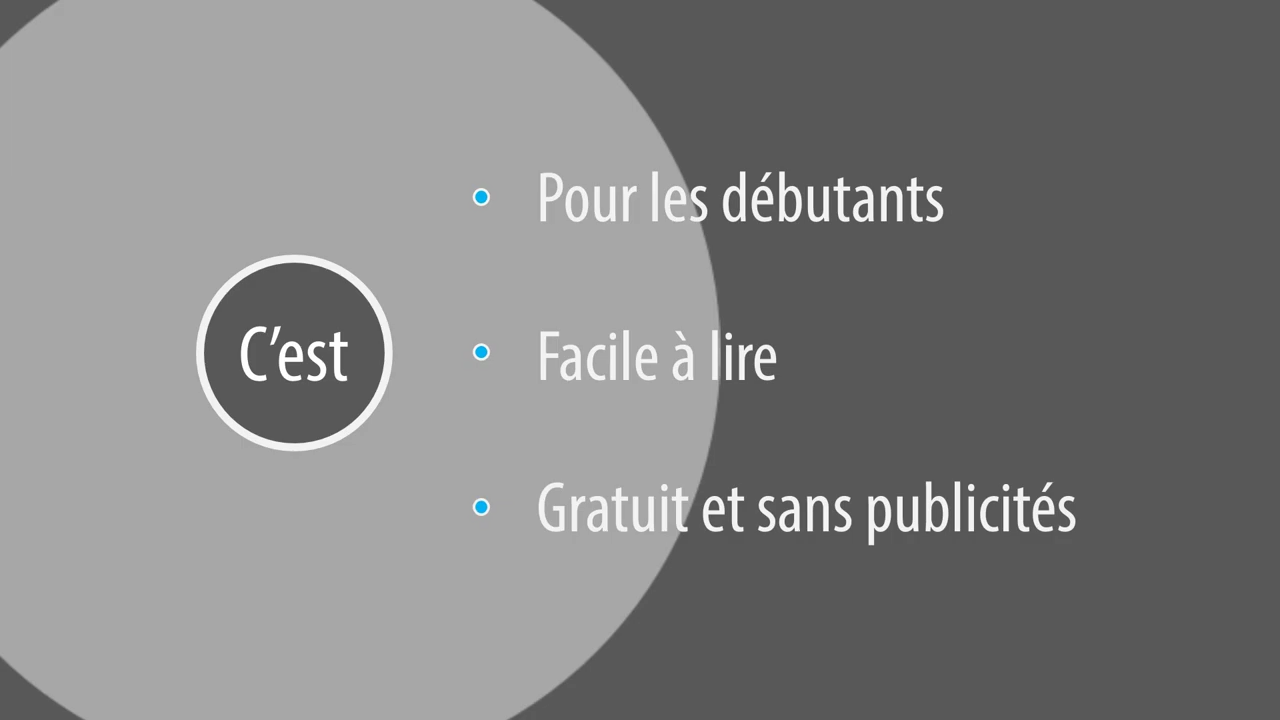 C’est
Pour les débutants
Facile à lire
Gratuit et sans publicités